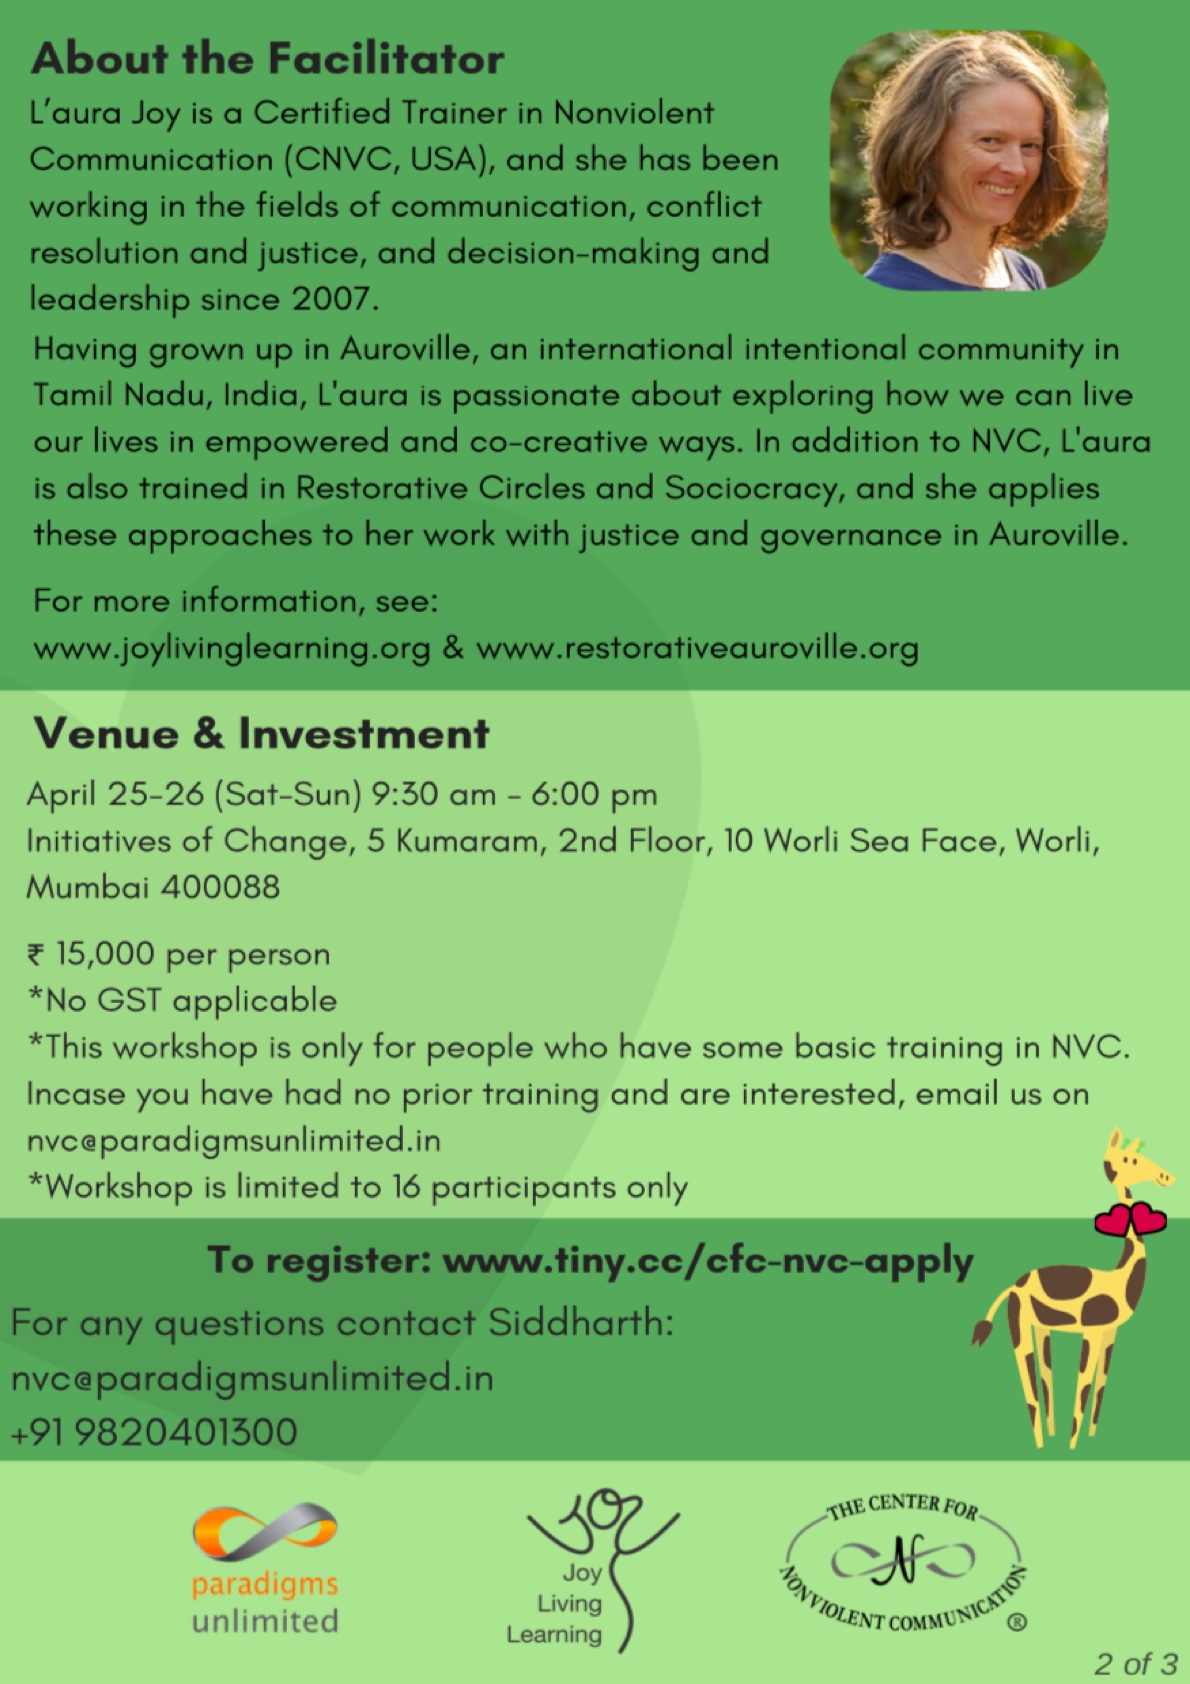 About the Facilitator
L’aura Joy is a Certified Trainer in Nonviolent
Communication (CNVC, USA), and she has been
working in the fields of communication, conflict
resolution and justice, and decision-making and
leadership since 2007.
Having grown up in Auroville, an international intentional community in
Tamil Nadu, India, L'aura is passionate about exploring how we can live
our lives in empowered and co-creative ways. In addition to NVC, L'aura
is also trained in Restorative Circles and Sociocracy, and she applies
these approaches to her work with justice and governance in Auroville.
For more information, see:
www.joylivinglearning.org & www.restorativeauroville.org
Venue & Investment
April 25-26 (Sat-Sun) 9:30 am - 6:00 pm
Initiatives of Change, 5 Kumaram, 2nd Floor, 10 Worli Sea Face, Worli,
Mumbai 400088
₹ 15,000 per person
*No GST applicable
*This workshop is only for people who have some basic training in NVC.
Incase you have had no prior training and are interested, email us on
nvc@paradigmsunlimited.in
*Workshop is limited to 16 participants only
To register: www.tiny.cc/cfc-nvc-apply
For any questions contact Siddharth:
nvc@paradigmsunlimited.in
+91 9820401300
paradigms
unlimited
JOY
Joy
Living
Learning
THE CENTER FOR
N
NONVIOLENT COMMUNICATION
®
2 of 3